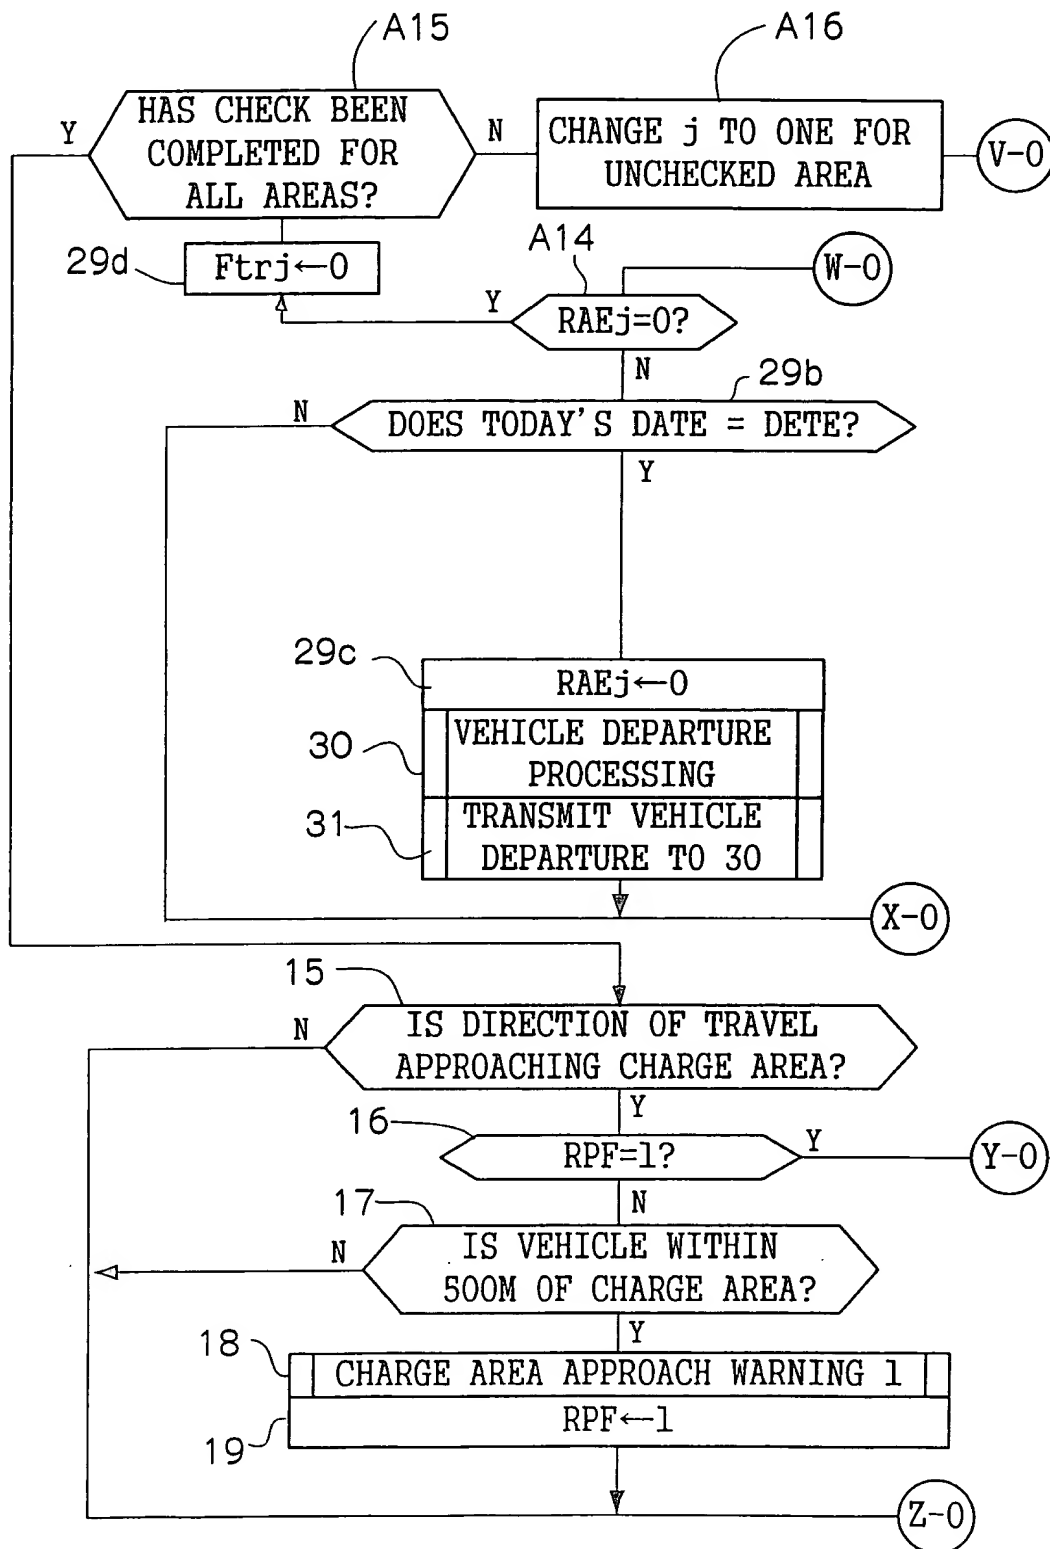 A15
A16
Y
HAS CHECK BEEN
COMPLETED FOR
ALL AREAS?
N
CHANGE j TO ONE FOR
UNCHECKED AREA
V-0
29d
Ftrj←0
A14
W-0
Y
RAEj=0?
N
29b
N
DOES TODAY'S DATE = DETE?
Y
29c
RAEj←0
30
VEHICLE DEPARTURE
PROCESSING
31
TRANSMIT VEHICLE
DEPARTURE TO 30
X-0
15
N
IS DIRECTION OF TRAVEL
APPROACHING CHARGE AREA?
Y
16
RPF=1?
Y
Y-0
N
17
N
IS VEHICLE WITHIN
500M OF CHARGE AREA?
Y
18
CHARGE AREA APPROACH WARNING 1
19
RPF←1
Z-0